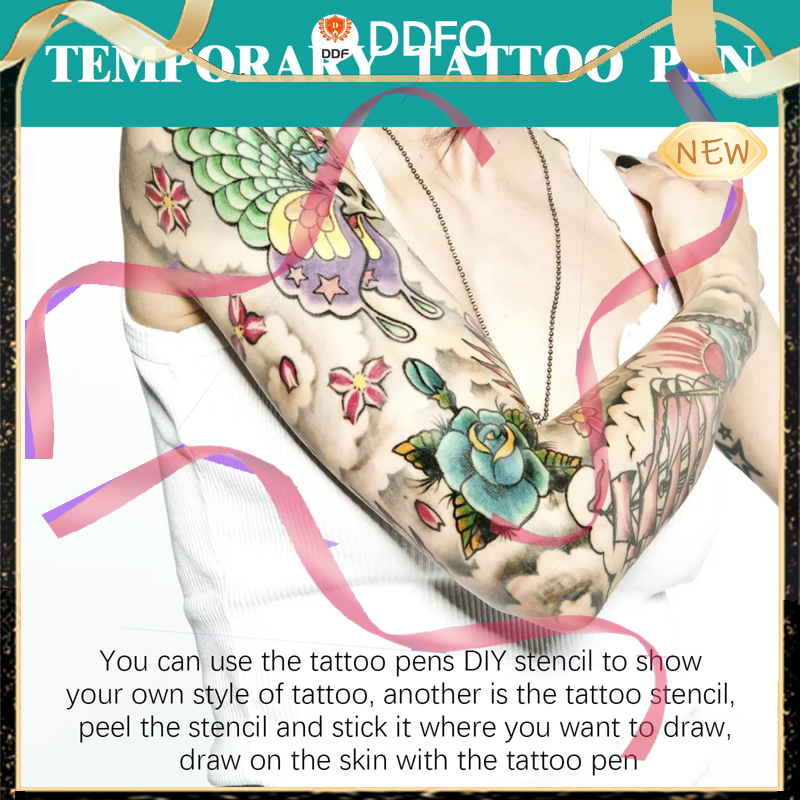 DDFO
DDF
TEMPORARY TATTOO PEN
NEW
You can use the tattoo pens DIY stencil to show
your own style of tattoo, another is the tattoo stencil,
peel the stencil and stick it where you want to draw,
draw on the skin with the tattoo pen